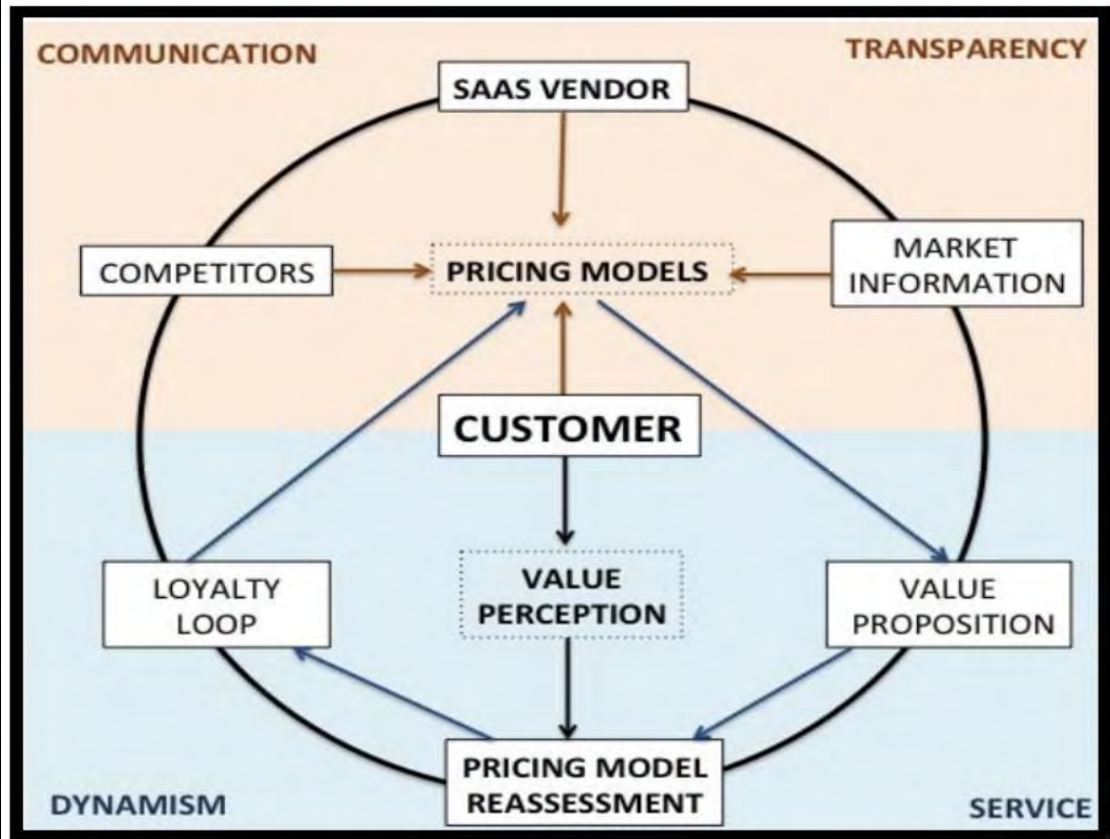 COMMUNICATION
TRANSPARENCY
SAAS VENDOR
COMPETITORS
PRICING MODELS
MARKET
INFORMATION
CUSTOMER
LOYALTY
LOOP
VALUE
PERCEPTION
VALUE
PROPOSITION
PRICING MODEL
REASSESSMENT
DYNAMISM
SERVICE